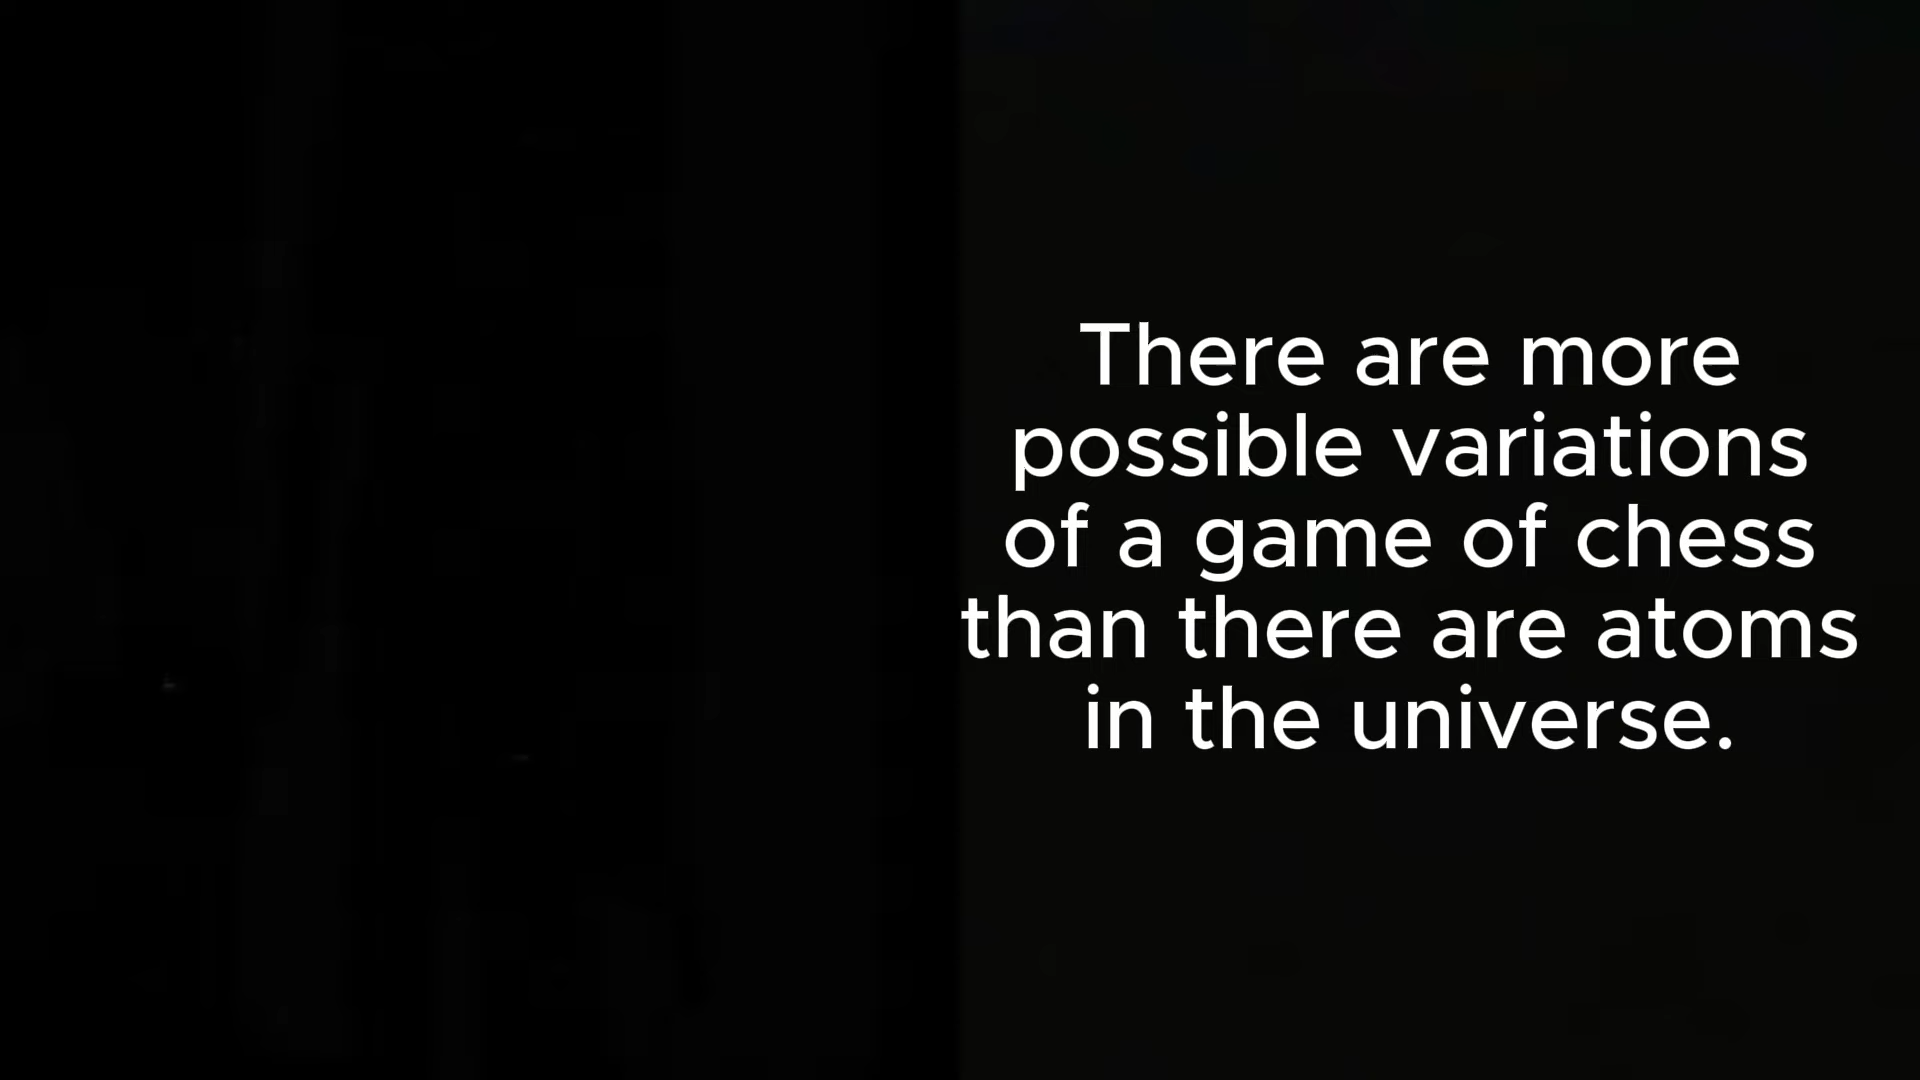 There are more
possible variations
of a game of chess
than there are atoms
in the universe.